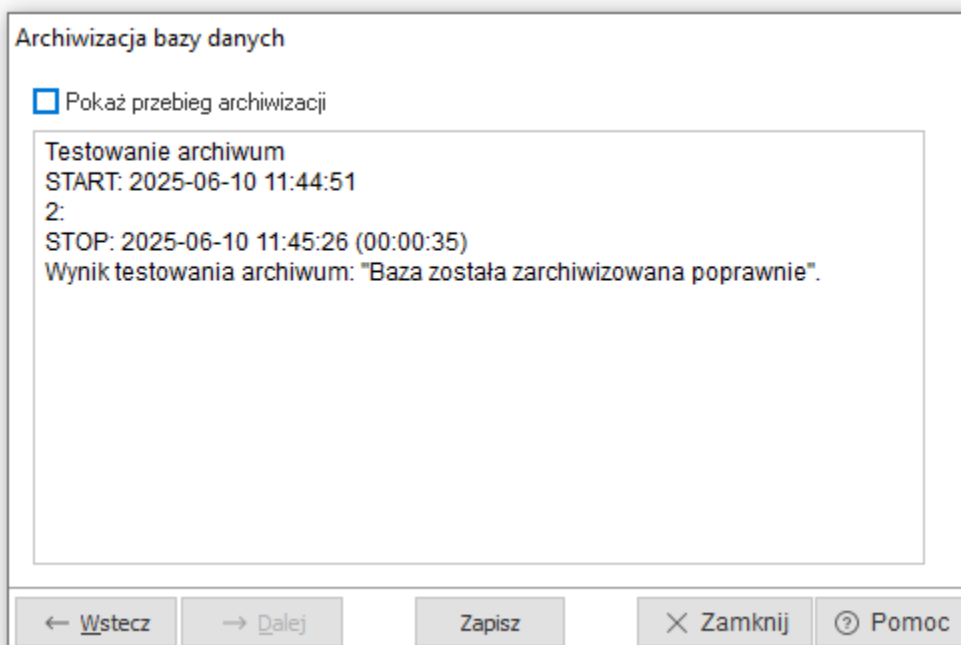 Archiwizacja bazy danych
Pokaż przebieg archiwizacji
Testowanie archiwum
START: 2025-06-10 11:44:51
2:
STOP: 2025-06-10 11:45:26 (00:00:35)
Wynik testowania archiwum: "Baza została zarchiwizowana poprawnie".
← Wstecz → Dalej Zapisz × Zamknij ? Pomoc